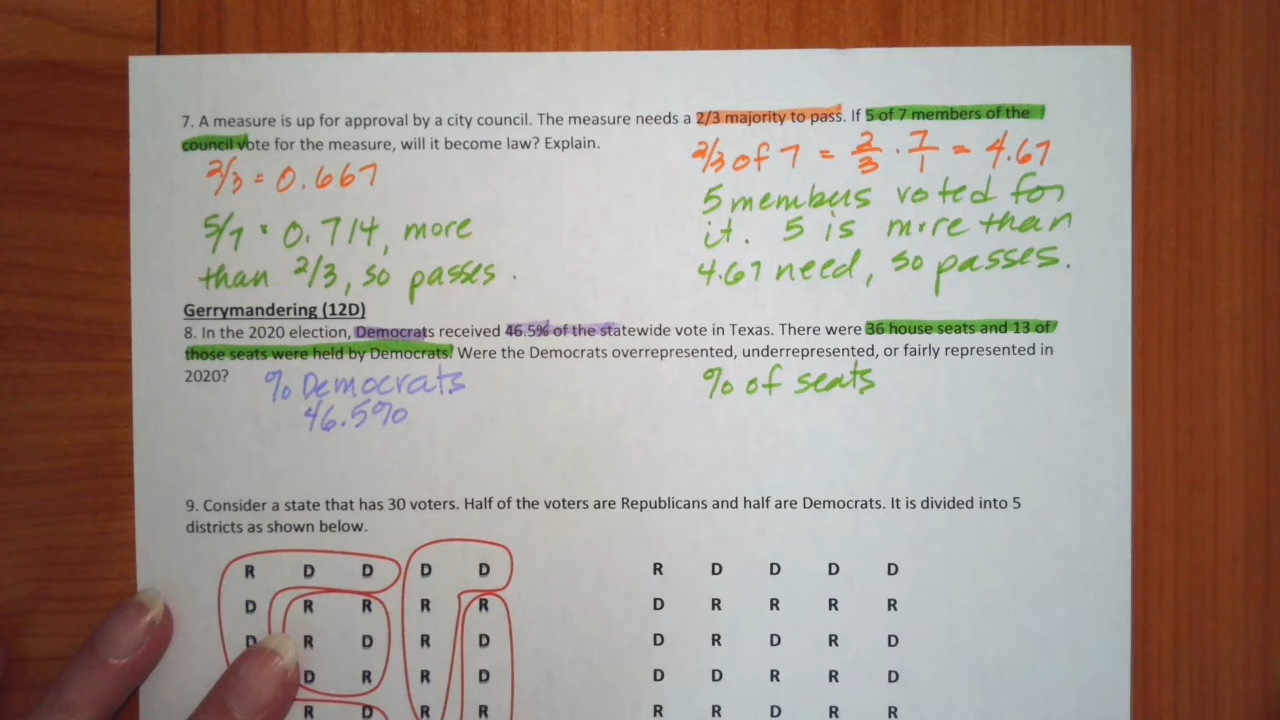 7. A measure is up for approval by a city council. The measure needs a 2/3 majority to pass. If 5 of 7 members of the
council vote for the measure, will it become law? Explain.
2/3 = 0.667
5/7 = 0.714, more
than 2/3, so passes.
2/3 of 7 = 2/3 · 7/1 = 4.67
5 members voted for
it. 5 is more than
4.67 need, so passes.
Gerrymandering (12D)
8. In the 2020 election, Democrats received 46.5% of the statewide vote in Texas. There were 36 house seats and 13 of
those seats were held by Democrats. Were the Democrats overrepresented, underrepresented, or fairly represented in
2020?
% Democrats
46.5%
% of seats
9. Consider a state that has 30 voters. Half of the voters are Republicans and half are Democrats. It is divided into 5
districts as shown below.
R D D D D
D R R R R
D R D R D
D R R D
R D R R
R D D D D
D R R R R
D R D R D
D D R R D
R R D R R